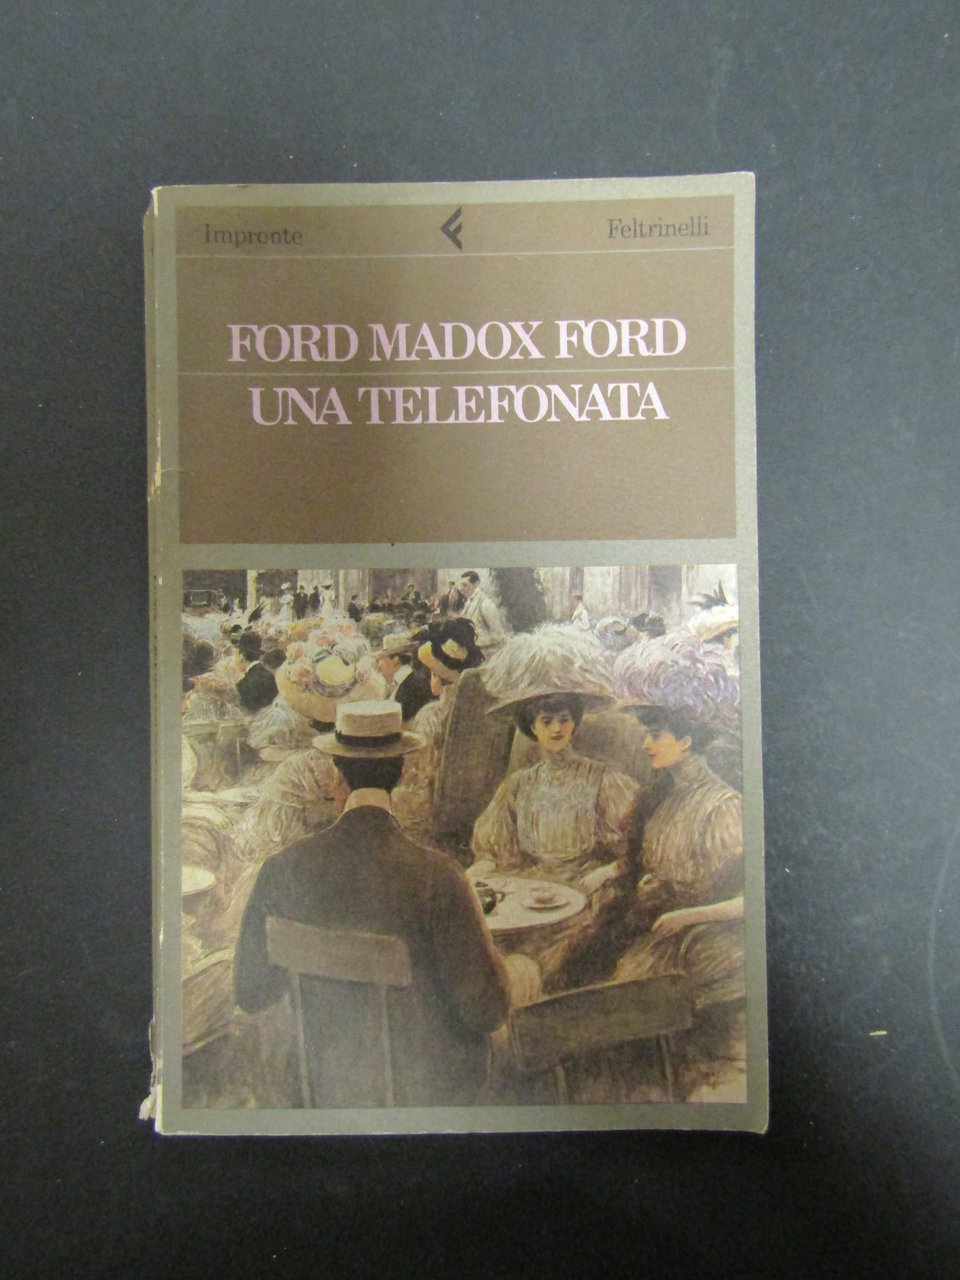 Impronte Feltrinelli
FORD MADOX FORD
UNA TELEFONATA